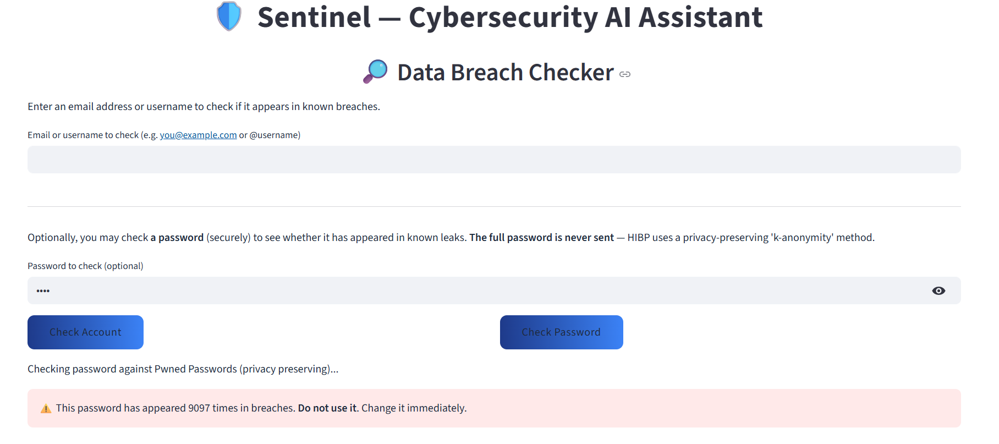 Sentinel — Cybersecurity AI Assistant
Data Breach Checker
Enter an email address or username to check if it appears in known breaches.
Email or username to check (e.g. you@example.com or @username)
Optionally, you may check a password (securely) to see whether it has appeared in known leaks. The full password is never sent — HIBP uses a privacy-preserving 'k-anonymity' method.
Password to check (optional)
••••
Check Account
Check Password
Checking password against Pwned Passwords (privacy preserving)...
⚠️ This password has appeared 9097 times in breaches. Do not use it. Change it immediately.